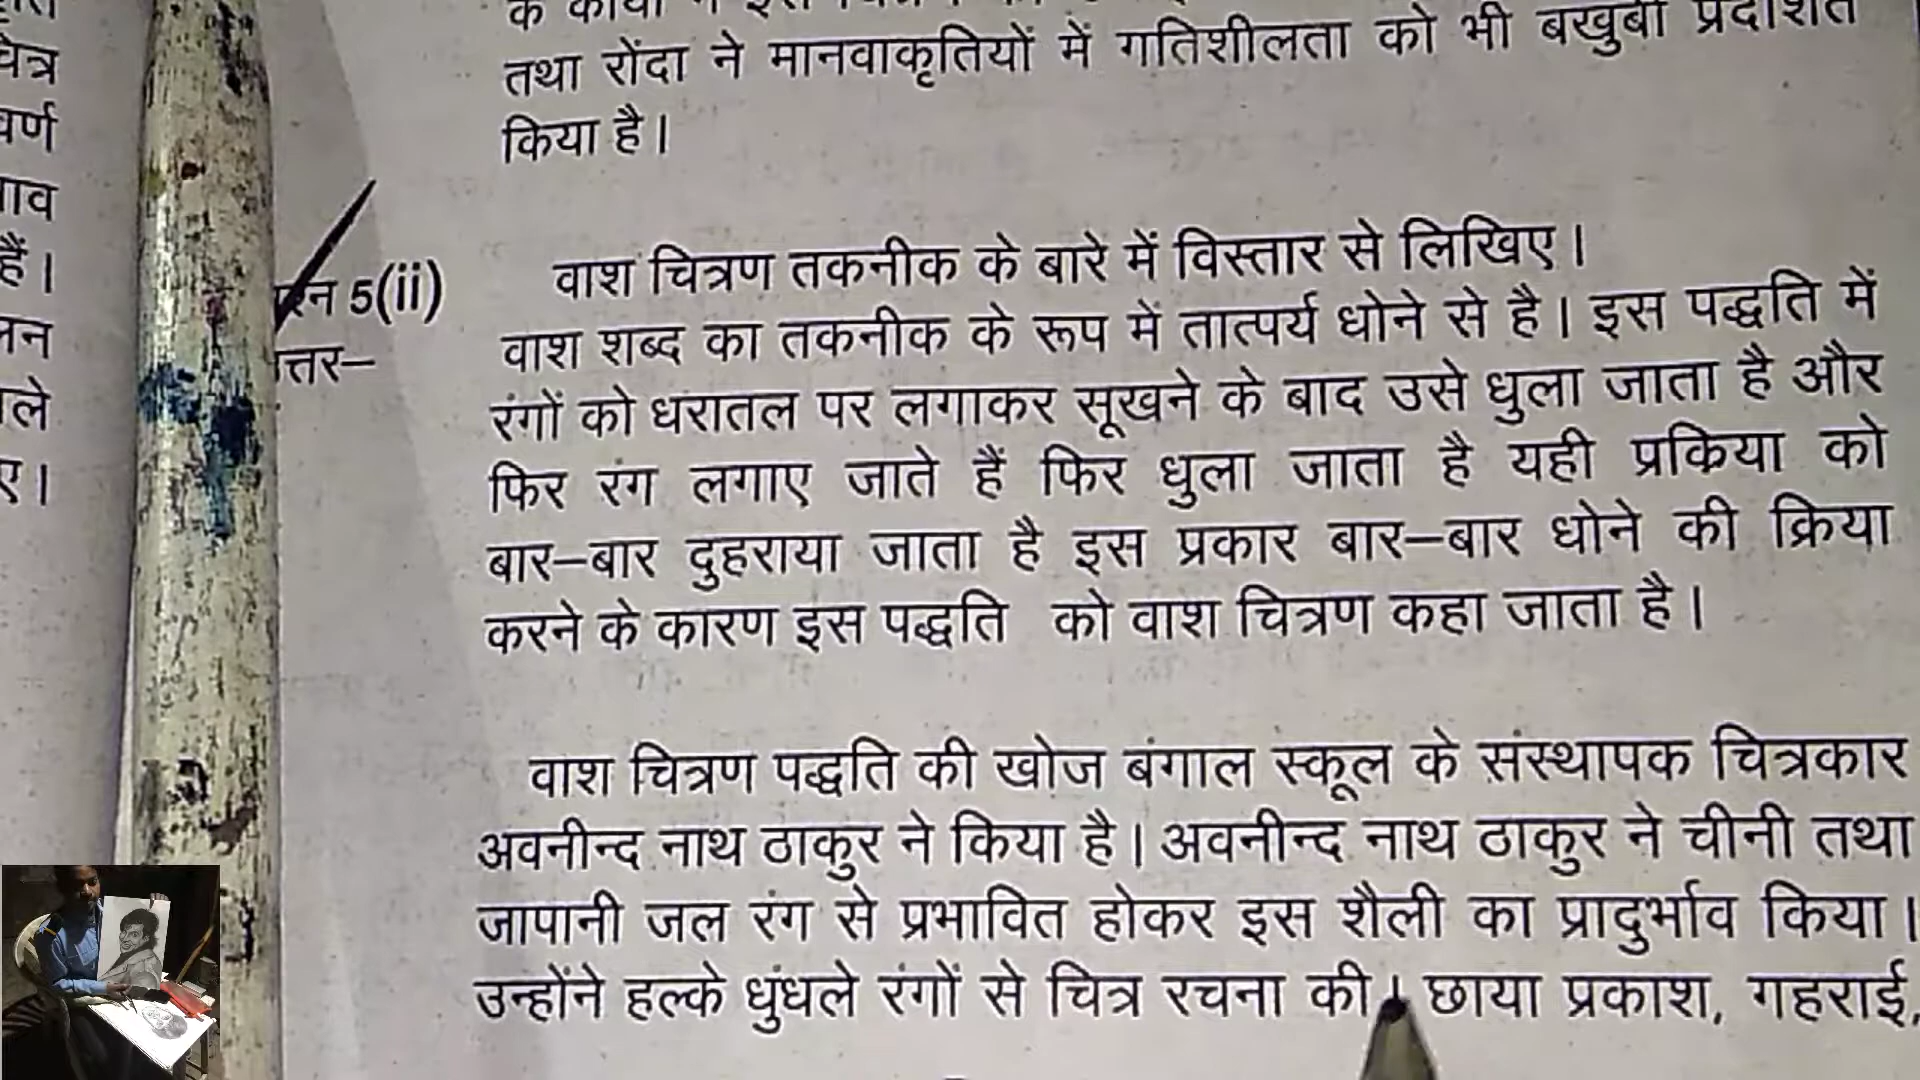 तथा रोंदा ने मानवाकृतियों में गतिशीलता को भी बखुबी प्रदर्शित
किया है।
5(ii) वाश चित्रण तकनीक के बारे में विस्तार से लिखिए।
वाश शब्द का तकनीक के रूप में तात्पर्य धोने से है। इस पद्धति में
रंगों को धरातल पर लगाकर सूखने के बाद उसे धुला जाता है और
फिर रंग लगाए जाते हैं फिर धुला जाता है यही प्रकिया को
बार–बार दुहराया जाता है इस प्रकार बार–बार धोने की क्रिया
करने के कारण इस पद्धति को वाश चित्रण कहा जाता है।
वाश चित्रण पद्धति की खोज बंगाल स्कूल के संस्थापक चित्रकार
अवनीन्द नाथ ठाकुर ने किया है। अवनीन्द नाथ ठाकुर ने चीनी तथा
जापानी जल रंग से प्रभावित होकर इस शैली का प्रादुर्भाव किया।
उन्होंने हल्के धुंधले रंगों से चित्र रचना की। छाया प्रकाश, गहराई,